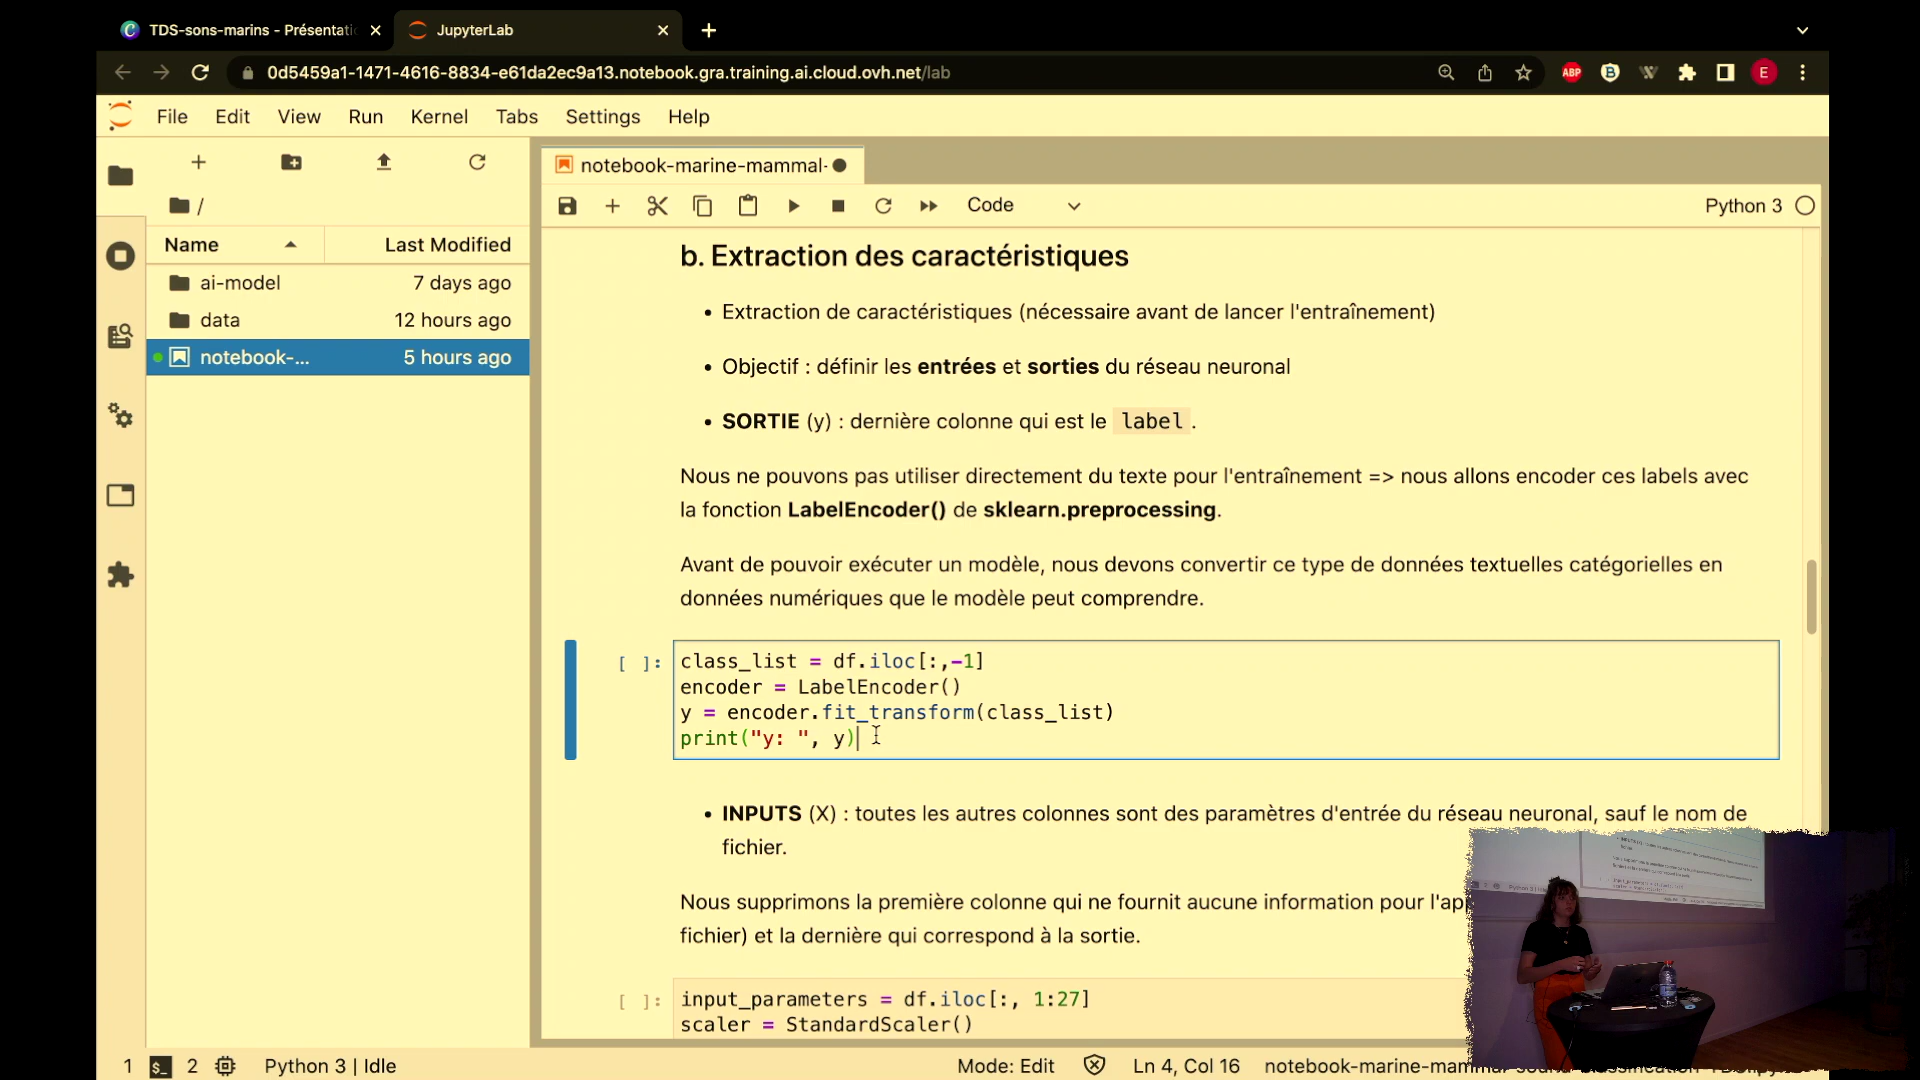 TDS-sons-marins - Présentati
JupyterLab
0d5459a1-1471-4616-8834-e61da2ec9a13.notebook.gra.training.ai.cloud.ovh.net/lab
ABP
E
File Edit View Run Kernel Tabs Settings Help
notebook-marine-mammal-
/
Code
Python 3
Name Last Modified
ai-model 7 days ago
data 12 hours ago
notebook-... 5 hours ago
b. Extraction des caractéristiques
• Extraction de caractéristiques (nécessaire avant de lancer l'entraînement)
• Objectif : définir les entrées et sorties du réseau neuronal
• SORTIE (y) : dernière colonne qui est le label .
Nous ne pouvons pas utiliser directement du texte pour l'entraînement => nous allons encoder ces labels avec
la fonction LabelEncoder() de sklearn.preprocessing.
Avant de pouvoir exécuter un modèle, nous devons convertir ce type de données textuelles catégorielles en
données numériques que le modèle peut comprendre.
[ ]: class_list = df.iloc[:,-1]
encoder = LabelEncoder()
y = encoder.fit_transform(class_list)
print("y: ", y)
• INPUTS (X) : toutes les autres colonnes sont des paramètres d'entrée du réseau neuronal, sauf le nom de
fichier.
Nous supprimons la première colonne qui ne fournit aucune information pour l'ap
fichier) et la dernière qui correspond à la sortie.
[ ]: input_parameters = df.iloc[:, 1:27]
scaler = StandardScaler()
1 2 Python 3 | Idle
Mode: Edit Ln 4, Col 16 notebook-marine-mammal-